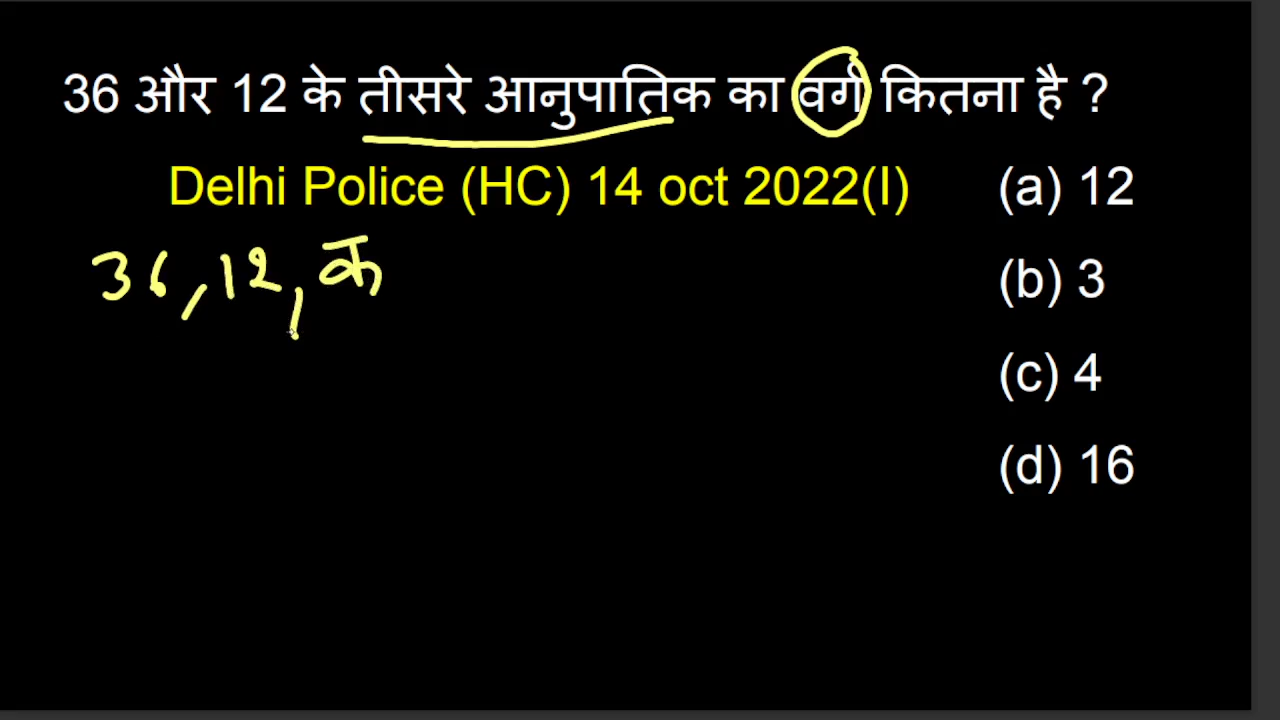 36 और 12 के तीसरे आनुपातिक का वर्ग कितना है ?
Delhi Police (HC) 14 oct 2022(I)
(a) 12
36, 12, क
(b) 3
(c) 4
(d) 16